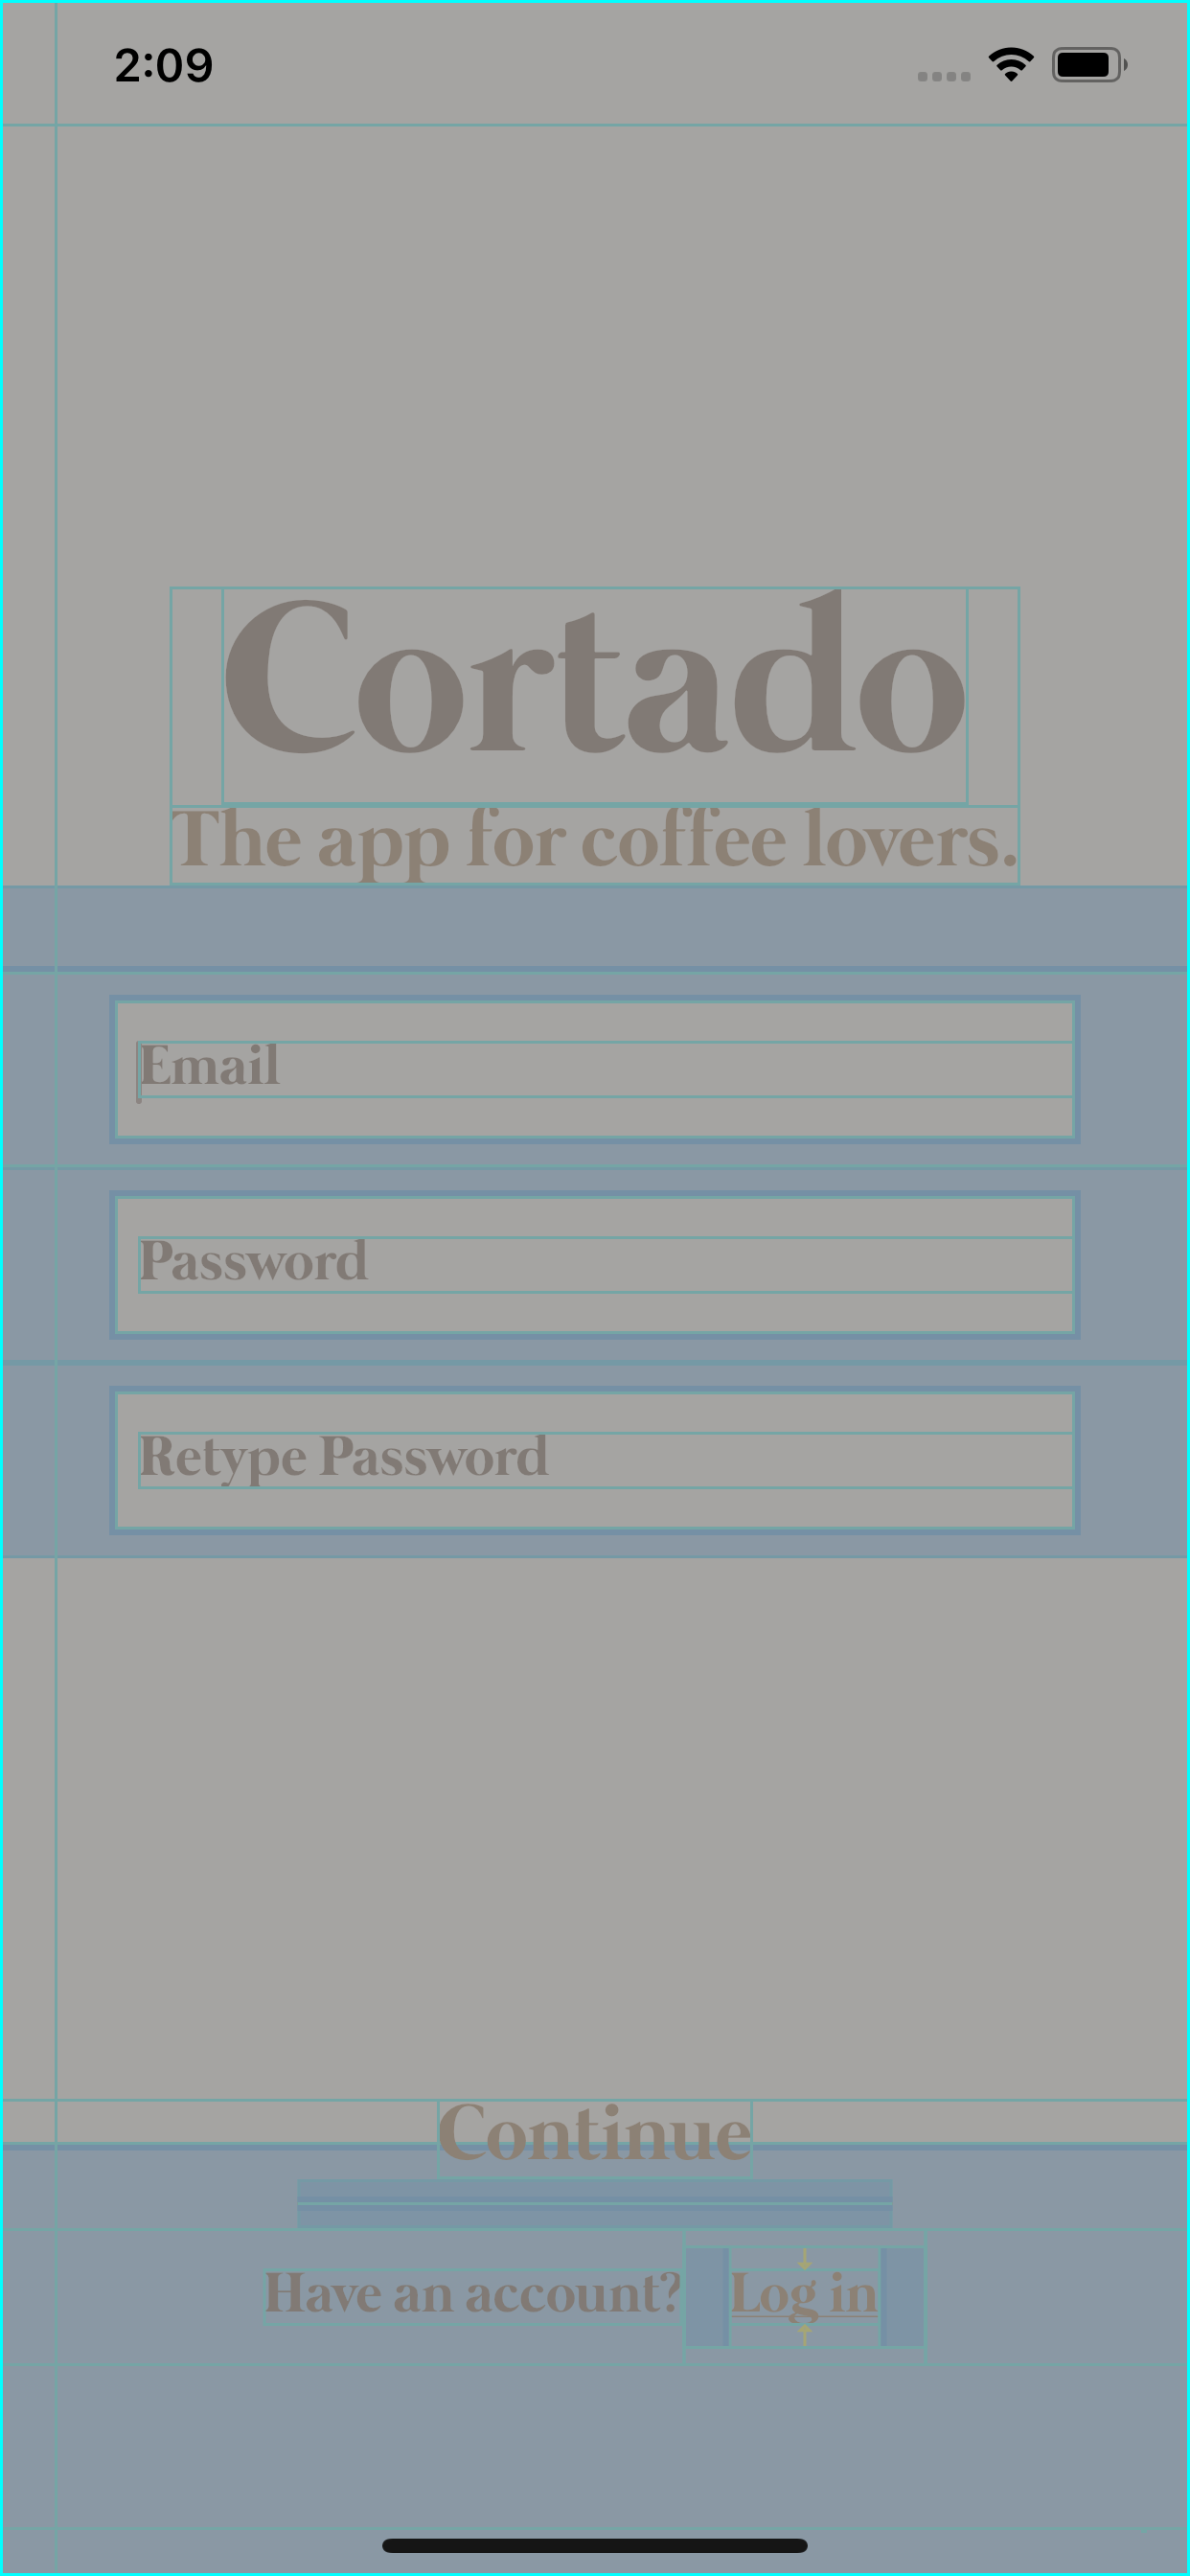 2:09
Cortado
The app for coffee lovers.
Email
Password
Retype Password
Continue
Have an account? Log in